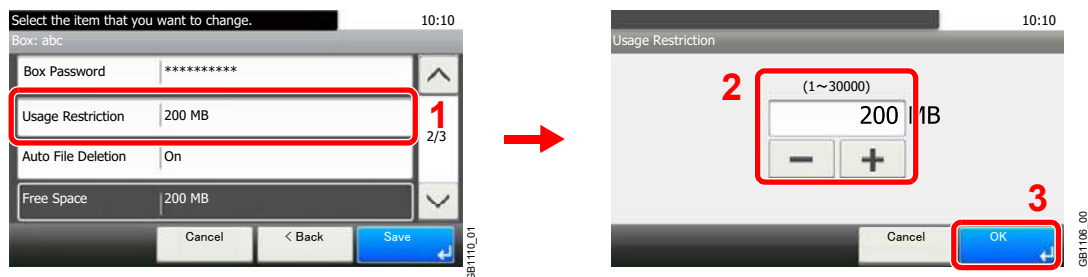 Select the item that you want to change.
10:10
Box: abc
Box Password
**********
Usage Restriction
200 MB
1
2/3
Auto File Deletion
On
Free Space
200 MB
Cancel
< Back
Save
GB1110_01
10:10
Usage Restriction
2
(1~30000)
200 MB
3
Cancel
OK
GB1106_00